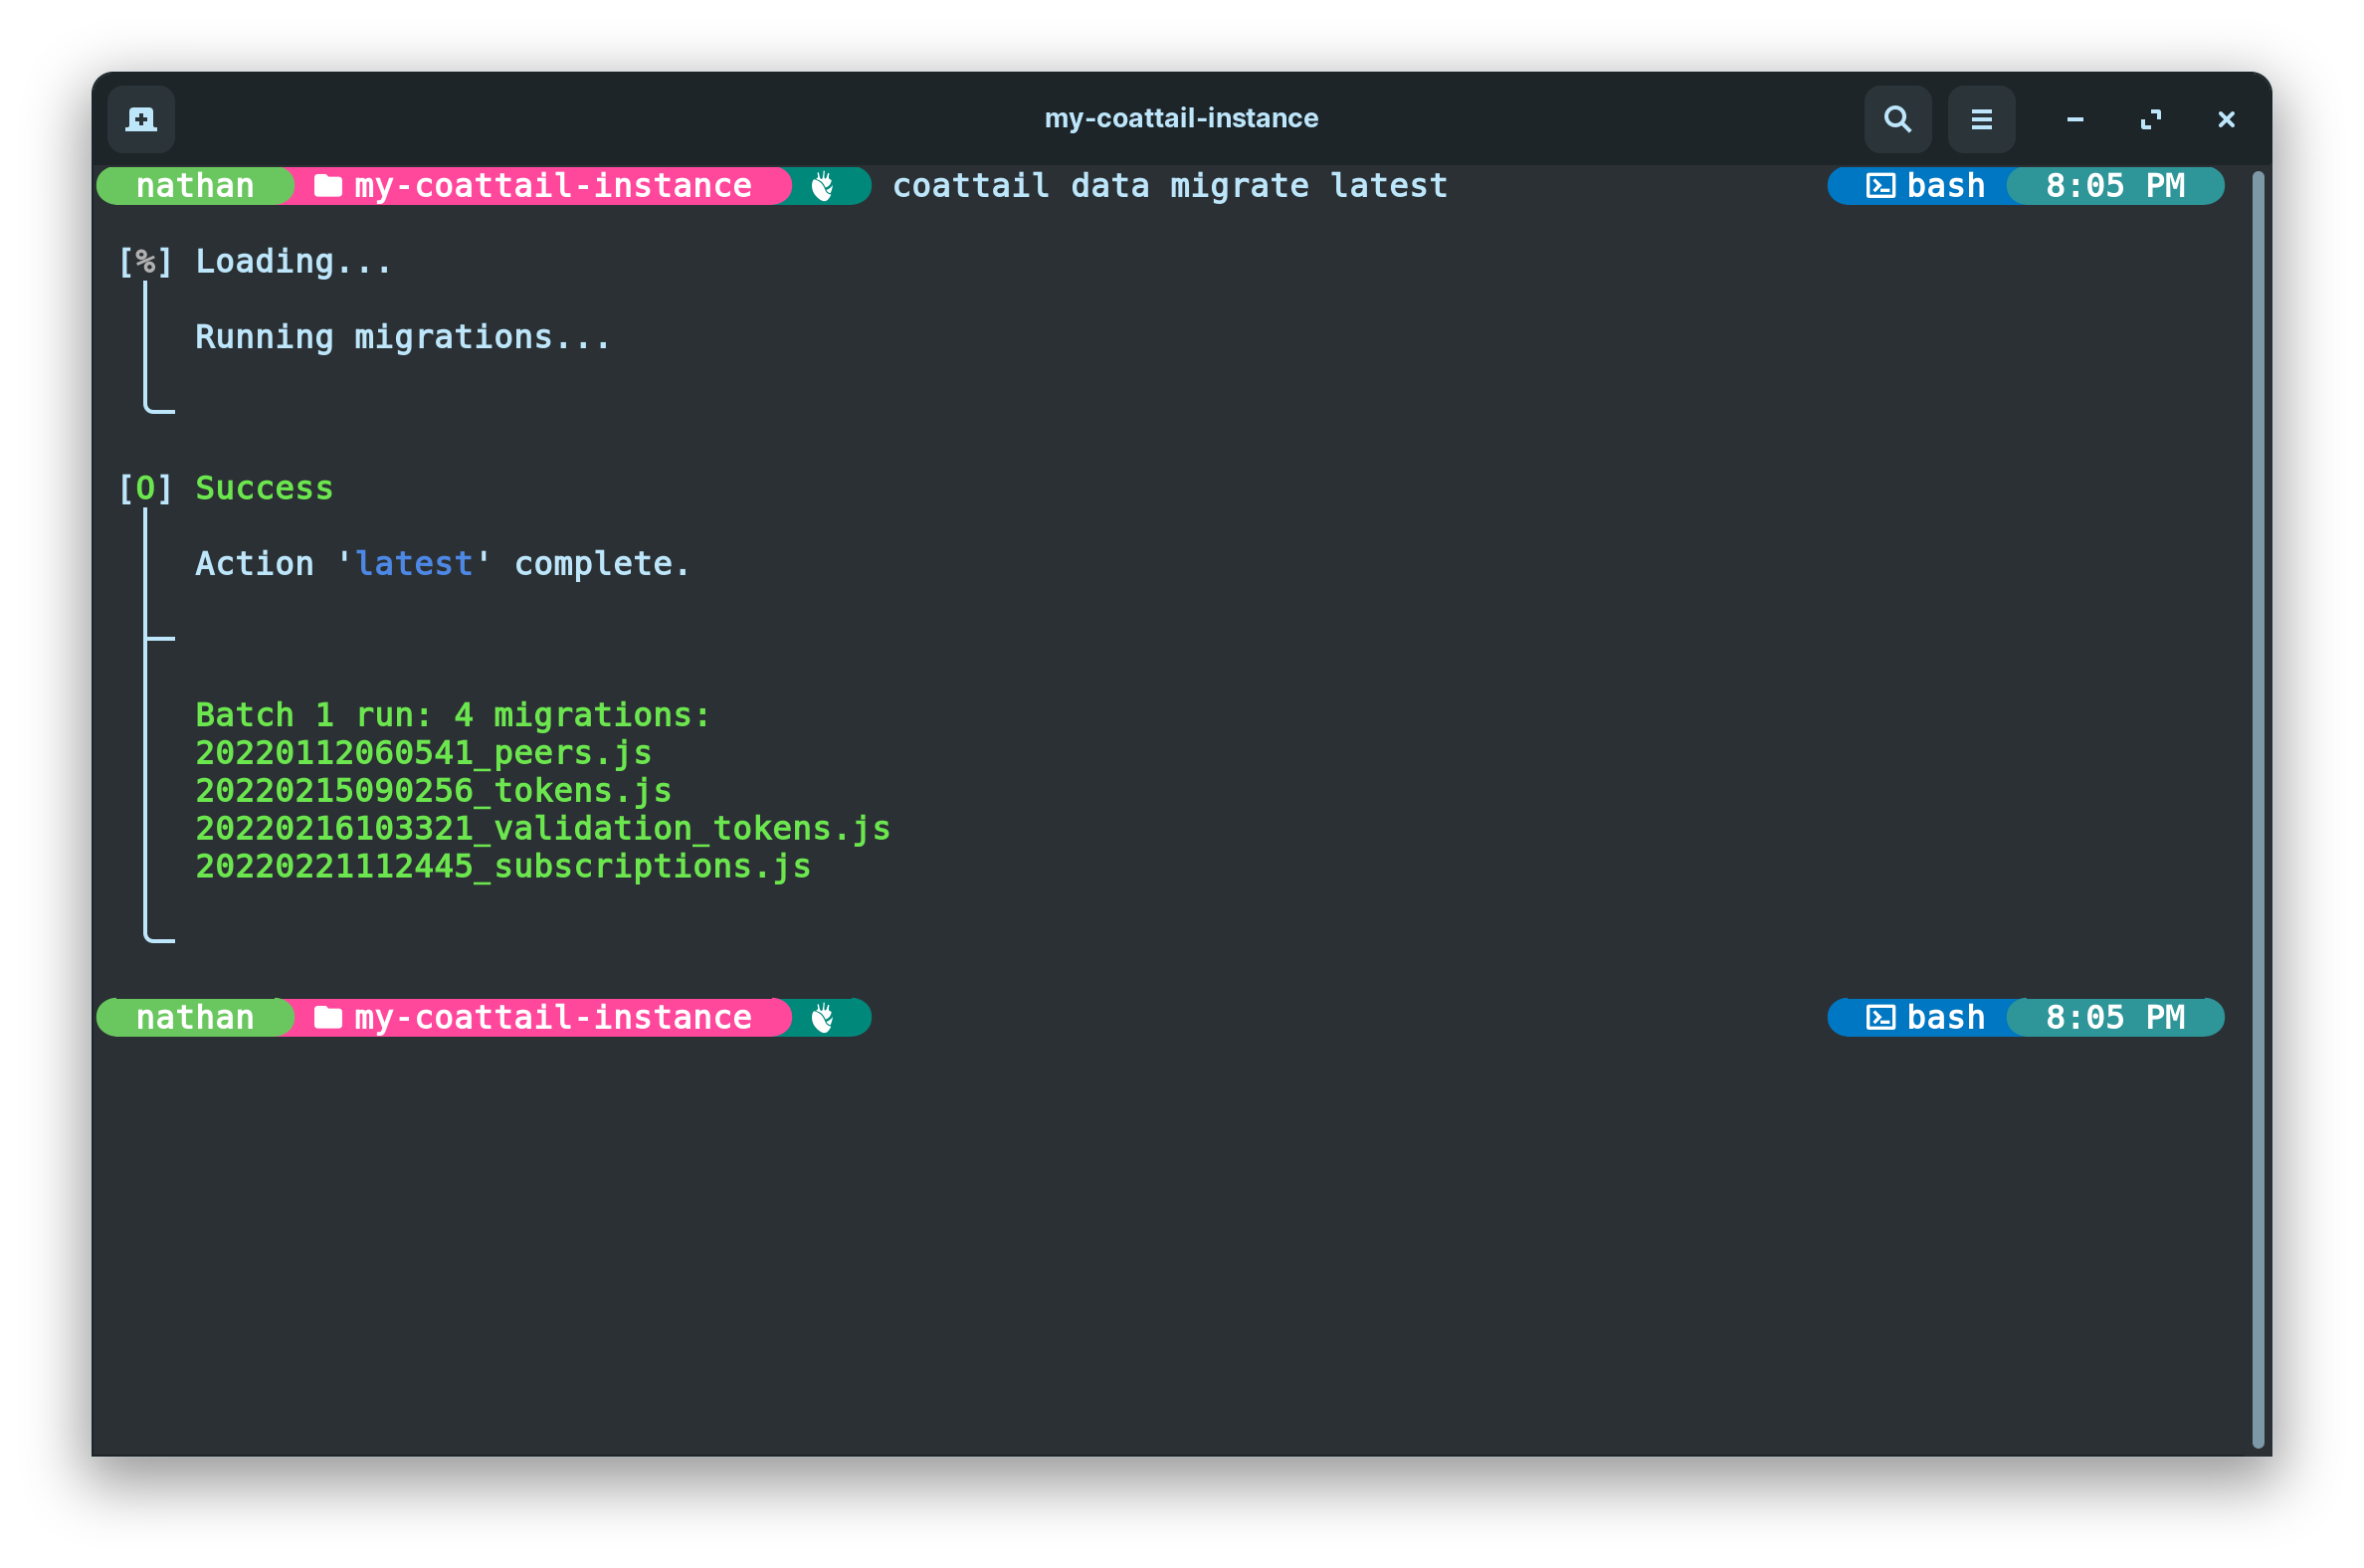 my-coattail-instance
nathan my-coattail-instance coattail data migrate latest bash 8:05 PM
[%] Loading...
Running migrations...
[O] Success
Action 'latest' complete.
Batch 1 run: 4 migrations:
20220112060541_peers.js
20220215090256_tokens.js
20220216103321_validation_tokens.js
20220221112445_subscriptions.js
nathan my-coattail-instance bash 8:05 PM